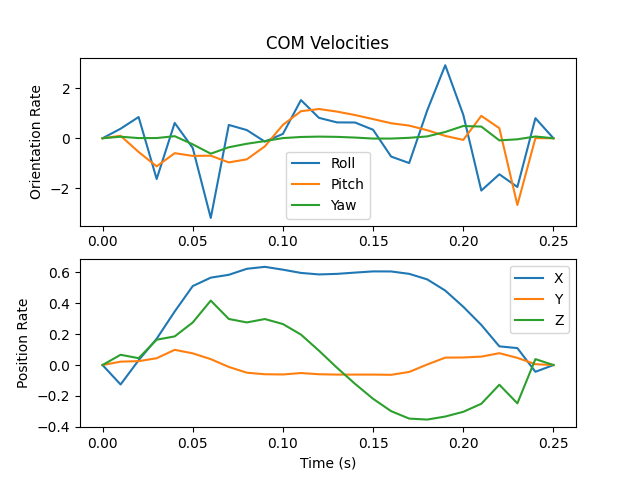 COM Velocities
Orientation Rate
2
0
−2
Roll
Pitch
Yaw
0.00 0.05 0.10 0.15 0.20 0.25
Position Rate
0.6
0.4
0.2
0.0
−0.2
−0.4
X
Y
Z
0.00 0.05 0.10 0.15 0.20 0.25
Time (s)